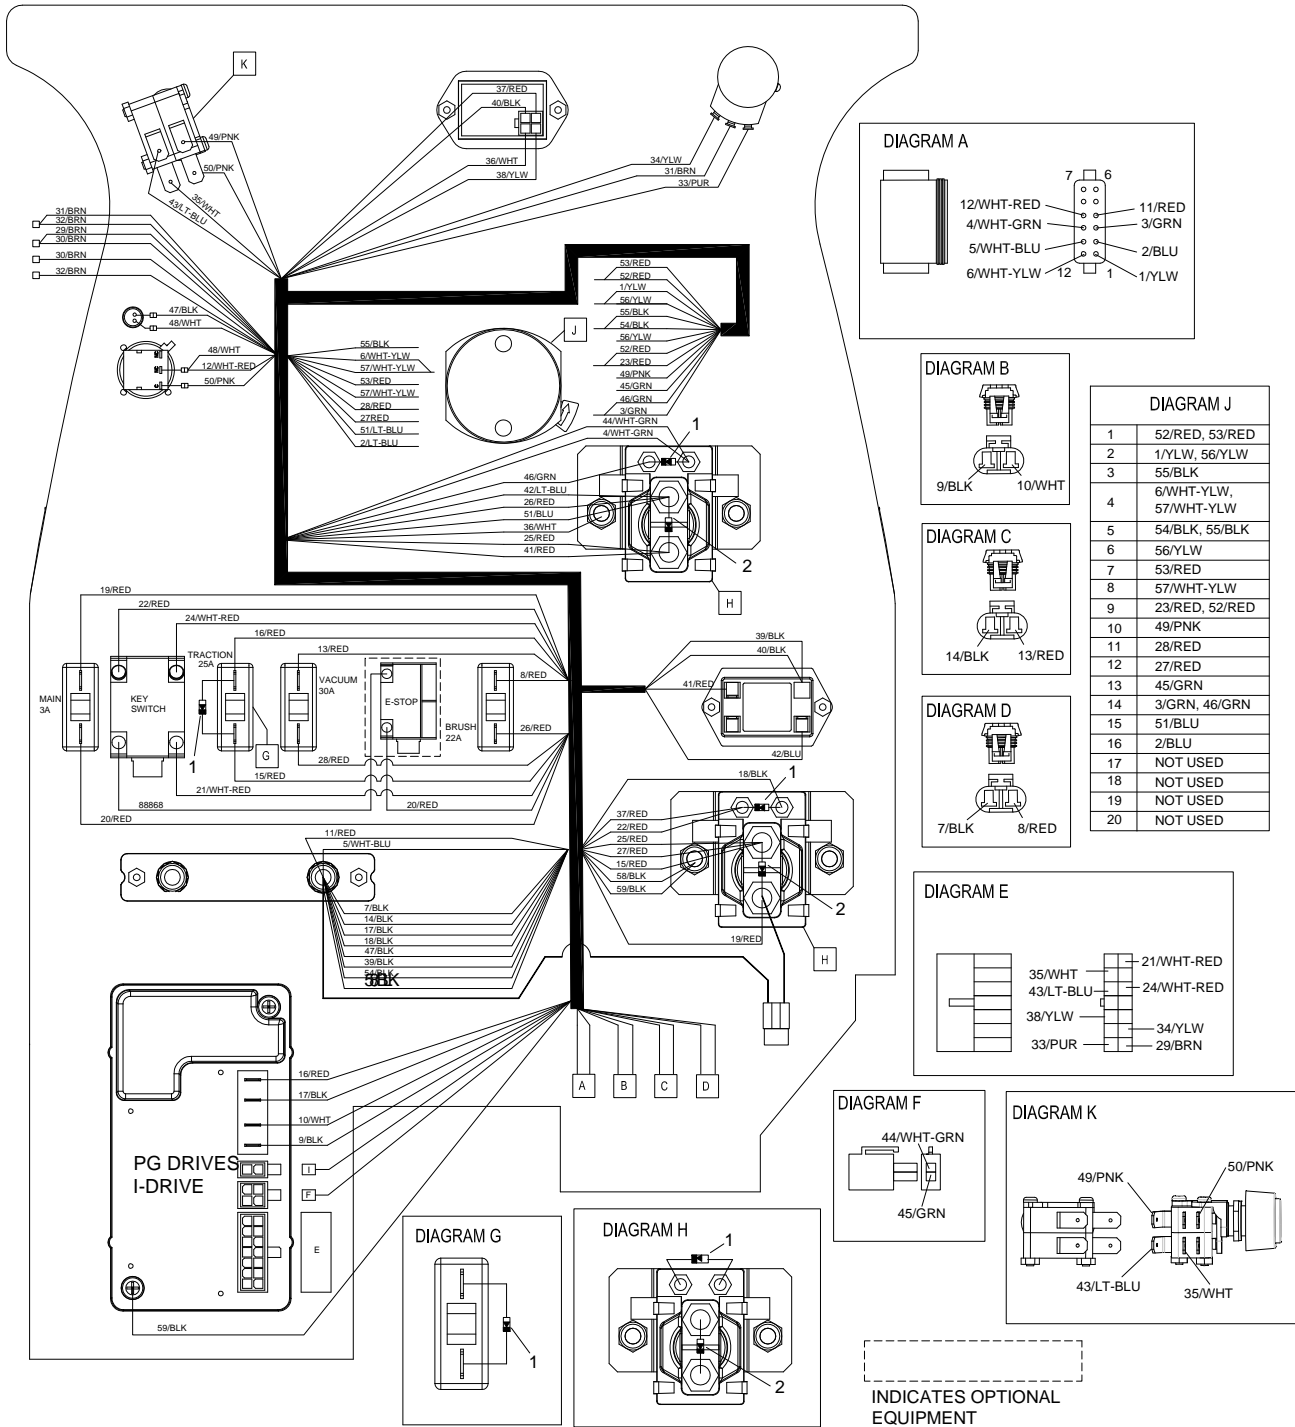 K
49/PNK
50/PNK
35/WHT
43/LT-BLU
37/RED
40/BLK
36/WHT
38/YLW
34/YLW
31/BRN
33/PUR
31/BRN
32/BRN
29/BRN
30/BRN
30/BRN
32/BRN
47/BLK
48/WHT
48/WHT
12/WHT-RED
50/PNK
55/BLK
6/WHT-YLW
57/WHT-YLW
53/RED
57/WHT-YLW
28/RED
27RED
51/LT-BLU
2/LT-BLU
J
53/RED
52/RED
1/YLW
56/YLW
55/BLK
54/BLK
56/YLW
52/RED
23/RED
49/PNK
45/GRN
46/GRN
3/GRN
44/WHT-GRN
4/WHT-GRN
1
46/GRN
42/LT-BLU
26/RED
51/BLU
36/WHT
25/RED
41/RED
2
H
19/RED
22/RED
24/WHT-RED
16/RED
13/RED
8/RED
MAIN
3A
KEY
SWITCH
TRACTION
25A
1
G
VACUUM
30A
E-STOP
BRUSH
22A
26/RED
28/RED
15/RED
21/WHT-RED
88868
20/RED
20/RED
39/BLK
40/BLK
41/RED
42/BLU
18/BLK
1
37/RED
22/RED
25/RED
27/RED
15/RED
58/BLK
59/BLK
2
19/RED
H
11/RED
5/WHT-BLU
7/BLK
14/BLK
17/BLK
18/BLK
47/BLK
39/BLK
54/BLK
A
B
C
D
16/RED
17/BLK
10/WHT
9/BLK
PG DRIVES
I-DRIVE
I
F
E
59/BLK
DIAGRAM A
7 6
12/WHT-RED 11/RED
4/WHT-GRN 3/GRN
5/WHT-BLU 2/BLU
6/WHT-YLW 12 1 1/YLW
DIAGRAM B
9/BLK 10/WHT
DIAGRAM C
14/BLK 13/RED
DIAGRAM D
7/BLK 8/RED
DIAGRAM J
1 52/RED, 53/RED
2 1/YLW, 56/YLW
3 55/BLK
4 6/WHT-YLW,
57/WHT-YLW
5 54/BLK, 55/BLK
6 56/YLW
7 53/RED
8 57/WHT-YLW
9 23/RED, 52/RED
10 49/PNK
11 28/RED
12 27/RED
13 45/GRN
14 3/GRN, 46/GRN
15 51/BLU
16 2/BLU
17 NOT USED
18 NOT USED
19 NOT USED
20 NOT USED
DIAGRAM E
21/WHT-RED
35/WHT
43/LT-BLU 24/WHT-RED
38/YLW
34/YLW
33/PUR 29/BRN
DIAGRAM F
44/WHT-GRN
45/GRN
DIAGRAM K
49/PNK 50/PNK
43/LT-BLU 35/WHT
DIAGRAM G
1
DIAGRAM H
1
2
INDICATES OPTIONAL
EQUIPMENT